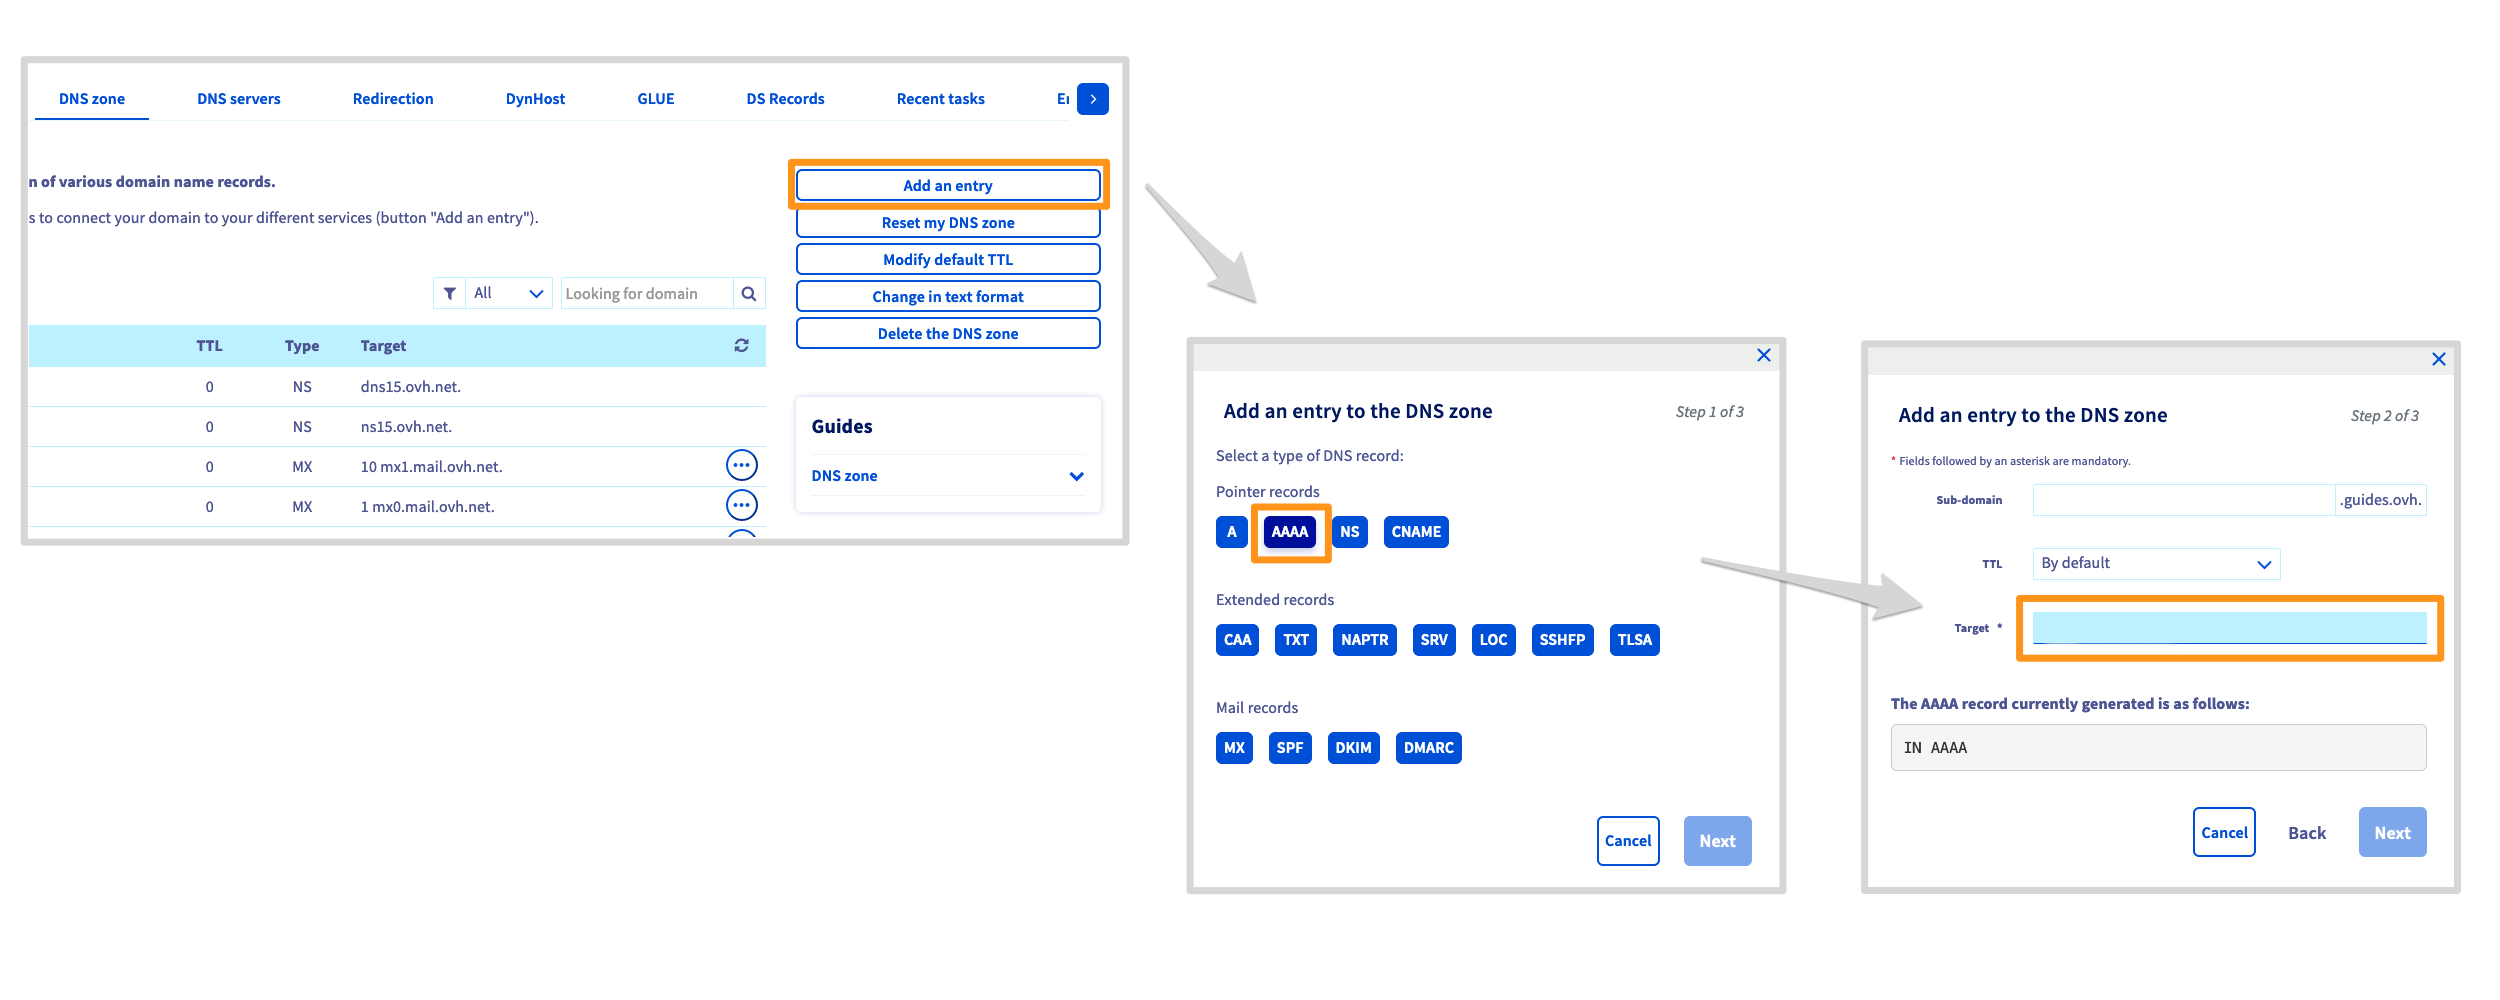 DNS zone DNS servers Redirection DynHost GLUE DS Records Recent tasks
n of various domain name records.
s to connect your domain to your different services (button "Add an entry").
Add an entry
Reset my DNS zone
Modify default TTL
Change in text format
Delete the DNS zone
All Looking for domain
TTL Type Target
0 NS dns15.ovh.net.
0 NS ns15.ovh.net.
0 MX 10 mx1.mail.ovh.net.
0 MX 1 mx0.mail.ovh.net.
Guides
DNS zone
Add an entry to the DNS zone Step 1 of 3
Select a type of DNS record:
Pointer records
A AAAA NS CNAME
Extended records
CAA TXT NAPTR SRV LOC SSHFP TLSA
Mail records
MX SPF DKIM DMARC
Cancel Next
Add an entry to the DNS zone Step 2 of 3
* Fields followed by an asterisk are mandatory.
Sub-domain .guides.ovh.
TTL By default
Target *
The AAAA record currently generated is as follows:
IN AAAA
Cancel Back Next